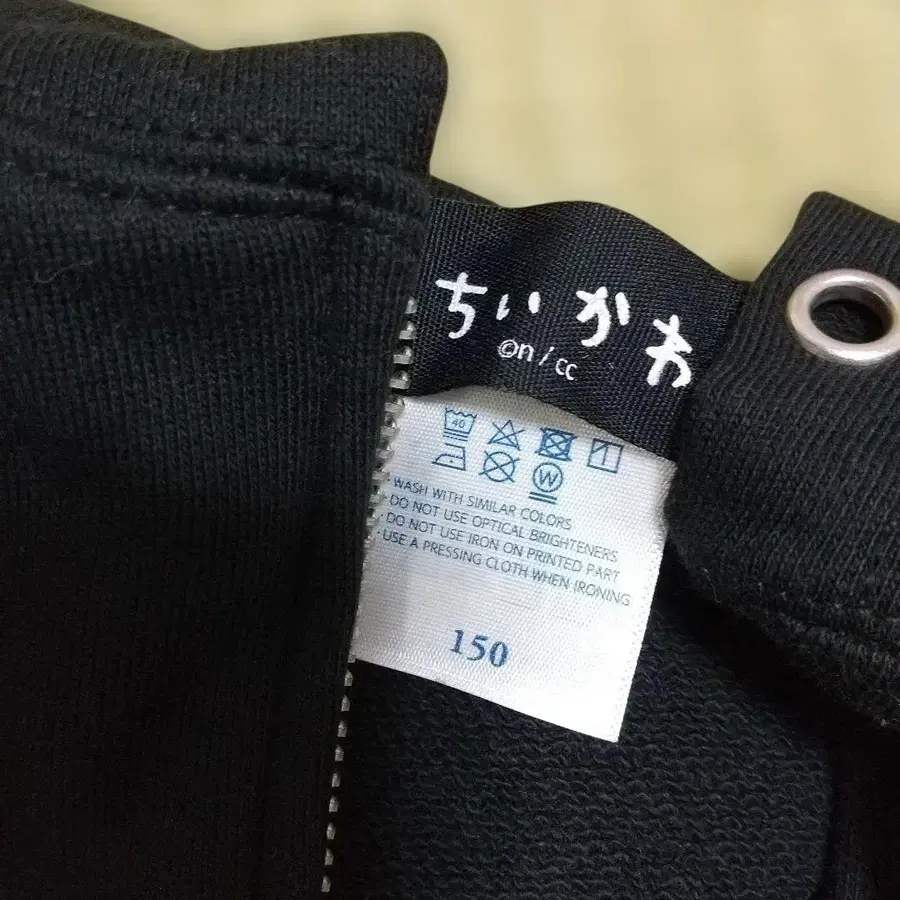 ちいかわ
©n/cc
40
W
· WASH WITH SIMILAR COLORS
· DO NOT USE OPTICAL BRIGHTENERS
· DO NOT USE IRON ON PRINTED PART
· USE A PRESSING CLOTH WHEN IRONING
150